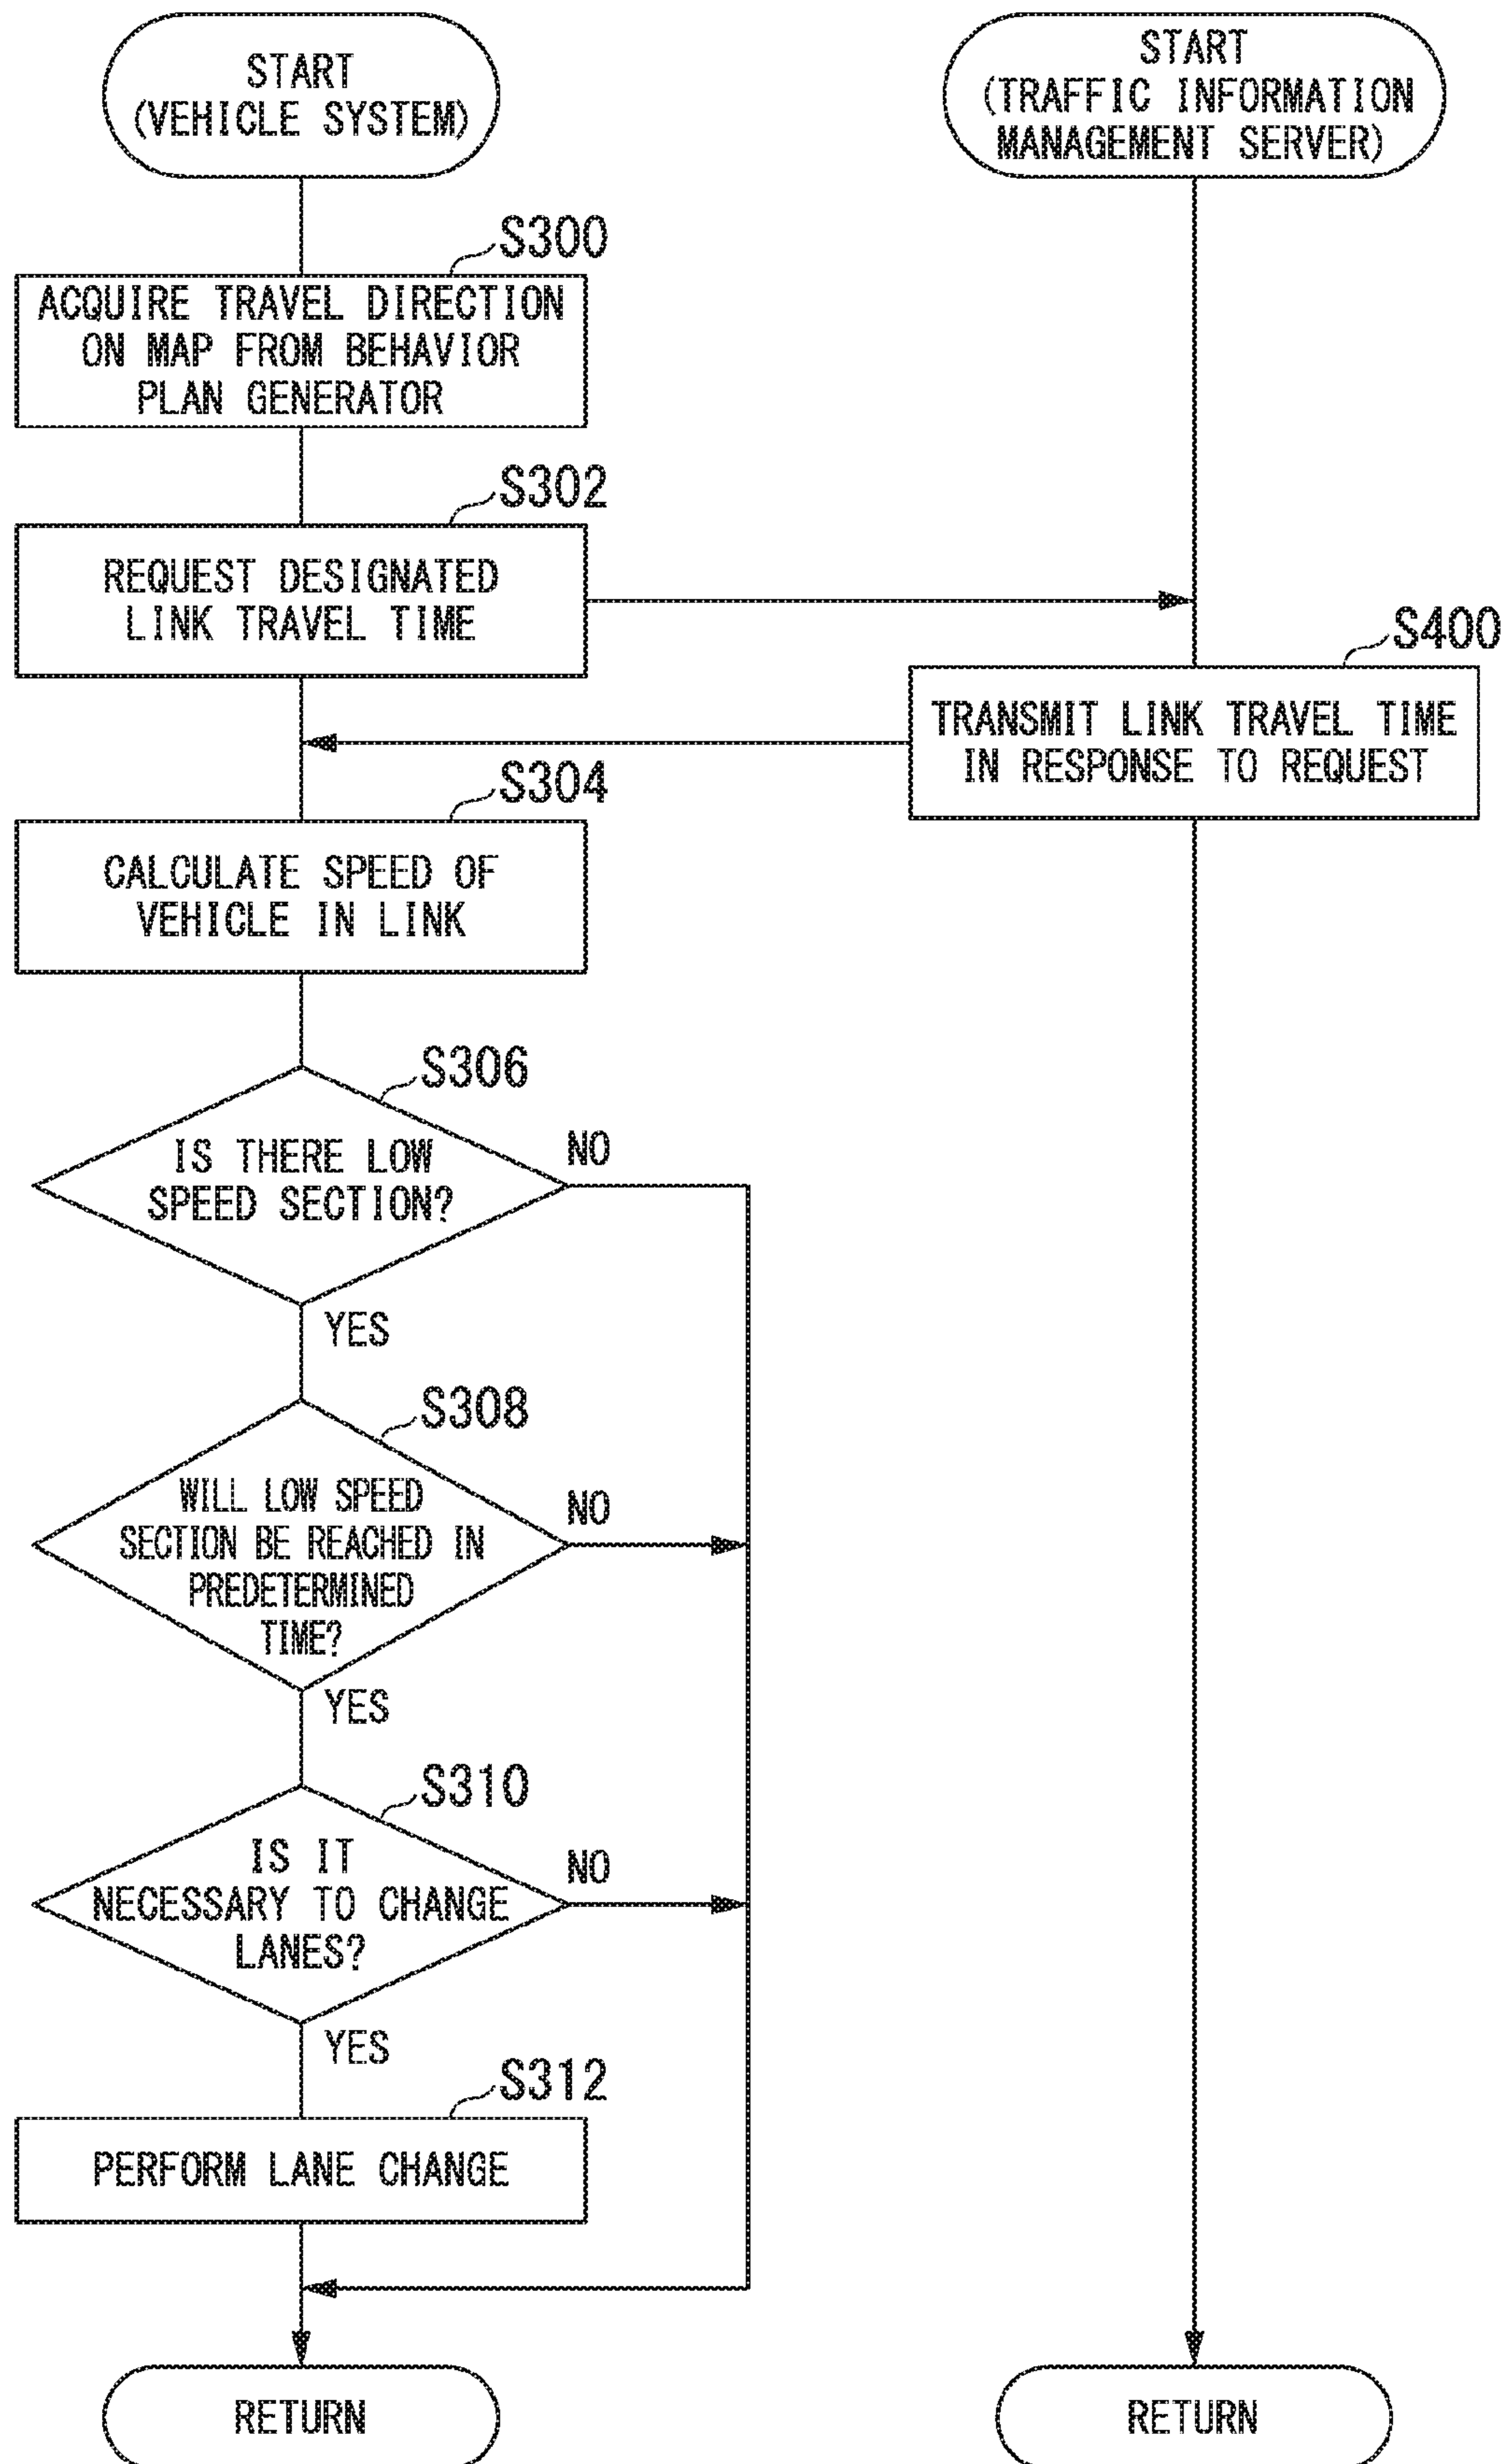 START
(VEHICLE SYSTEM)
START
(TRAFFIC INFORMATION
MANAGEMENT SERVER)
S300
ACQUIRE TRAVEL DIRECTION
ON MAP FROM BEHAVIOR
PLAN GENERATOR
S302
REQUEST DESIGNATED
LINK TRAVEL TIME
S400
TRANSMIT LINK TRAVEL TIME
IN RESPONSE TO REQUEST
S304
CALCULATE SPEED OF
VEHICLE IN LINK
S306
IS THERE LOW
SPEED SECTION?
NO
YES
S308
WILL LOW SPEED
SECTION BE REACHED IN
PREDETERMINED
TIME?
NO
YES
S310
IS IT
NECESSARY TO CHANGE
LANES?
NO
YES
S312
PERFORM LANE CHANGE
RETURN
RETURN